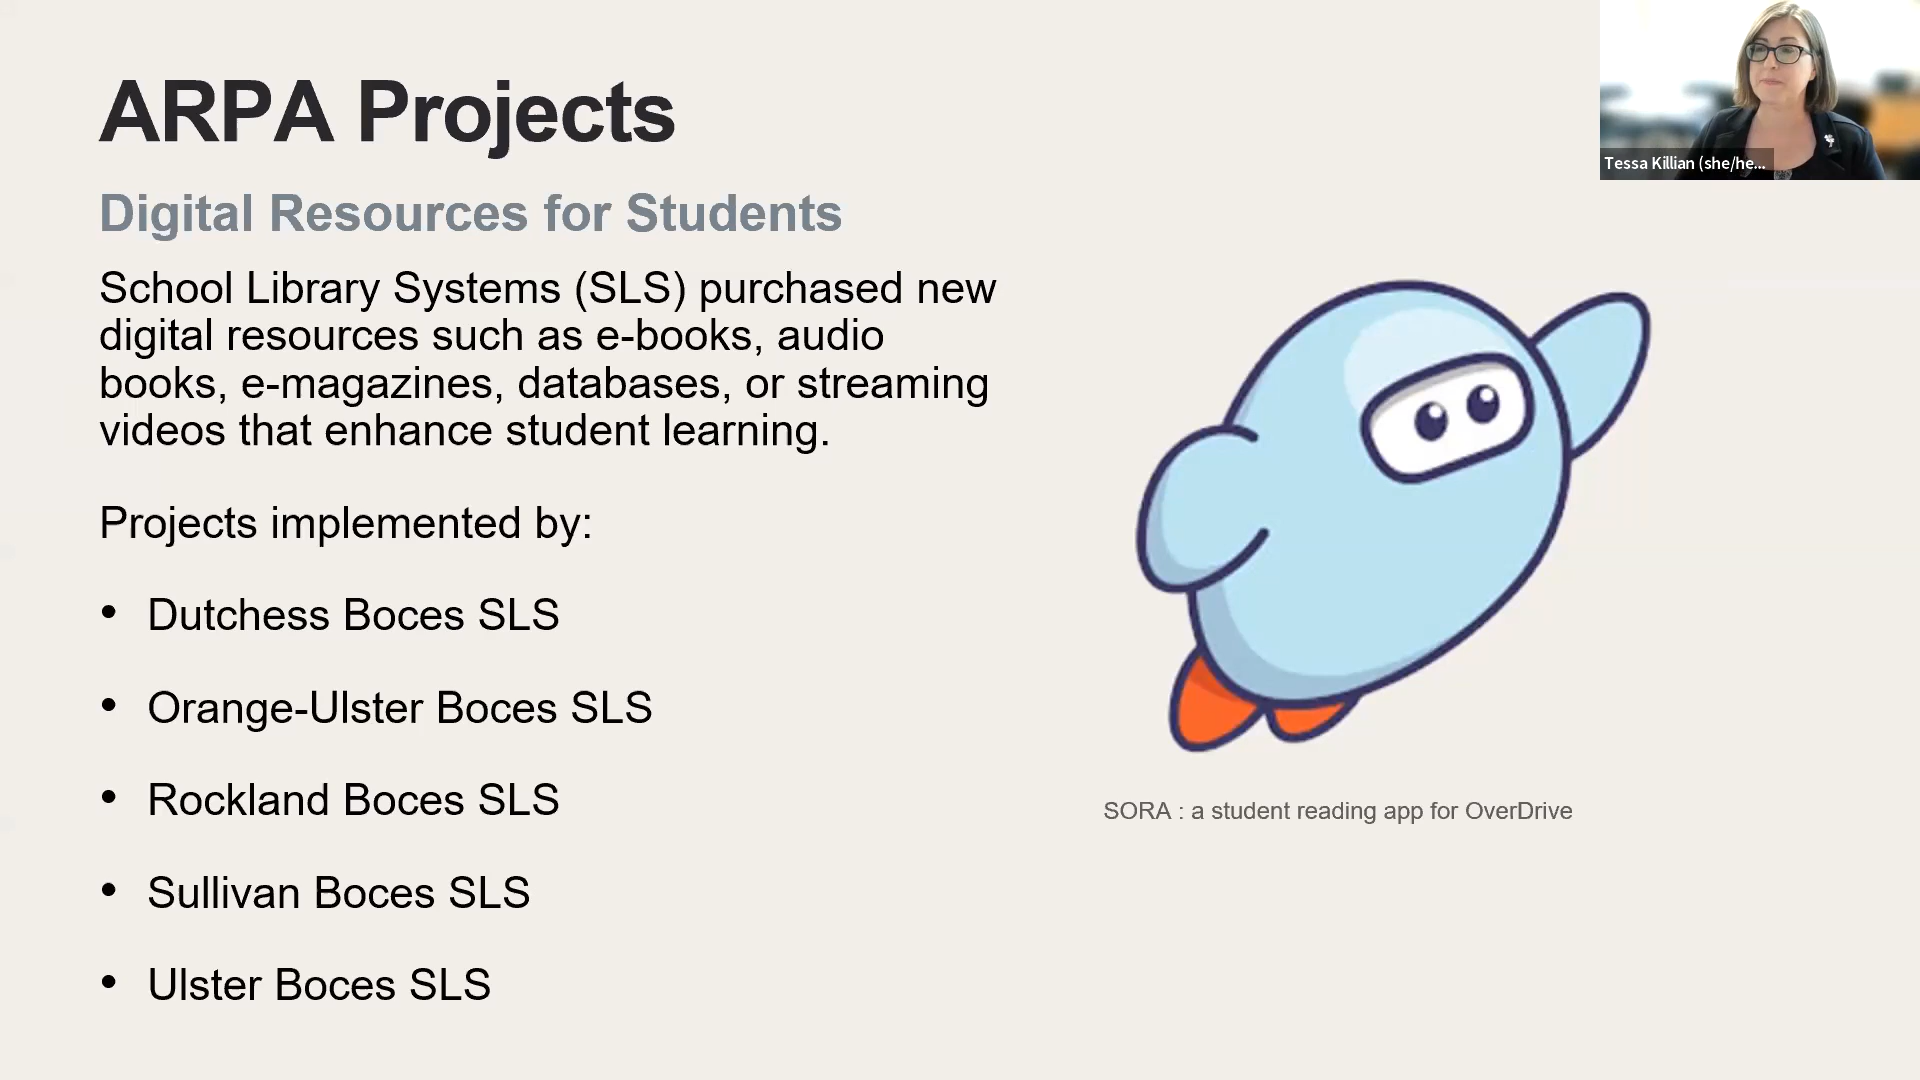 ARPA Projects
Digital Resources for Students
School Library Systems (SLS) purchased new
digital resources such as e-books, audio
books, e-magazines, databases, or streaming
videos that enhance student learning.
Projects implemented by:
• Dutchess Boces SLS
• Orange-Ulster Boces SLS
• Rockland Boces SLS
• Sullivan Boces SLS
• Ulster Boces SLS
SORA : a student reading app for OverDrive
Tessa Killian (she/he...